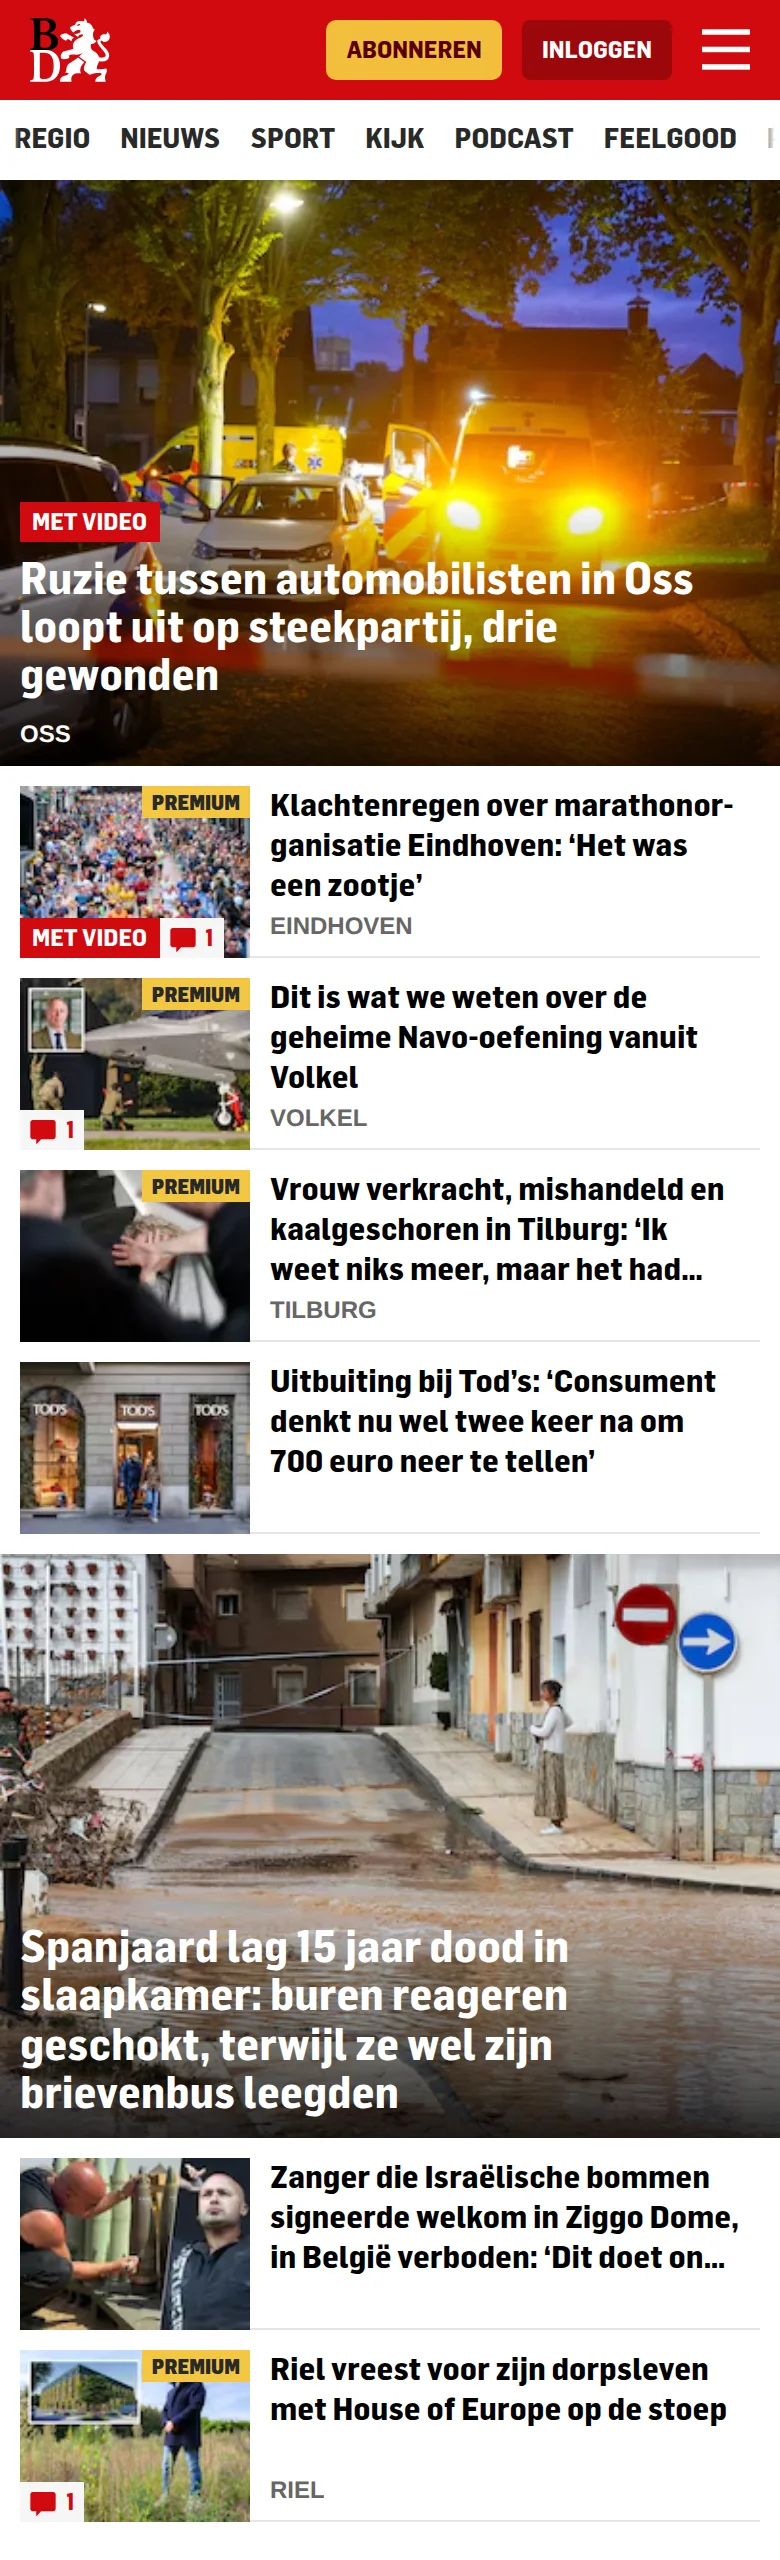 B
D
ABONNEREN
INLOGGEN
REGIO NIEUWS SPORT KIJK PODCAST FEELGOOD
MET VIDEO
Ruzie tussen automobilisten in Oss
loopt uit op steekpartij, drie
gewonden
OSS
PREMIUM
MET VIDEO
1
Klachtenregen over marathonor-
ganisatie Eindhoven: ‘Het was
een zootje’
EINDHOVEN
PREMIUM
1
Dit is wat we weten over de
geheime Navo-oefening vanuit
Volkel
VOLKEL
PREMIUM
Vrouw verkracht, mishandeld en
kaalgeschoren in Tilburg: ‘Ik
weet niks meer, maar het had...
TILBURG
TOD'S TOD'S TOD'S
Uitbuiting bij Tod’s: ‘Consument
denkt nu wel twee keer na om
700 euro neer te tellen’
Spanjaard lag 15 jaar dood in
slaapkamer: buren reageren
geschokt, terwijl ze wel zijn
brievenbus leegden
Zanger die Israëlische bommen
signeerde welkom in Ziggo Dome,
in België verboden: ‘Dit doet on...
PREMIUM
1
Riel vreest voor zijn dorpsleven
met House of Europe op de stoep
RIEL